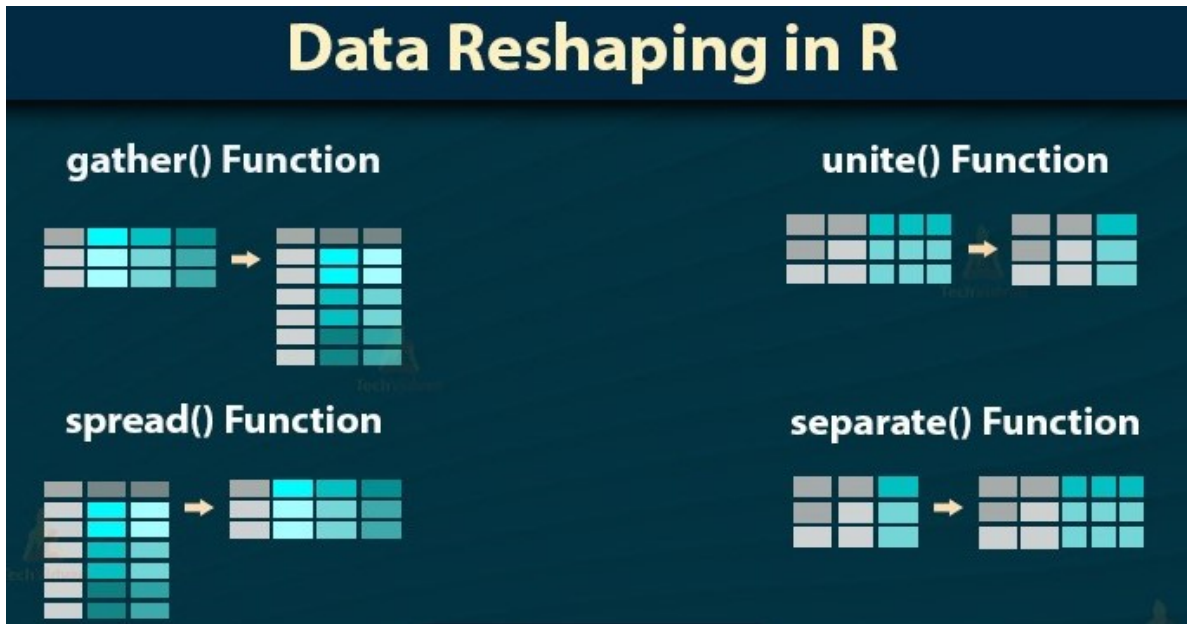 Data Reshaping in R
gather() Function
unite() Function
spread() Function
separate() Function